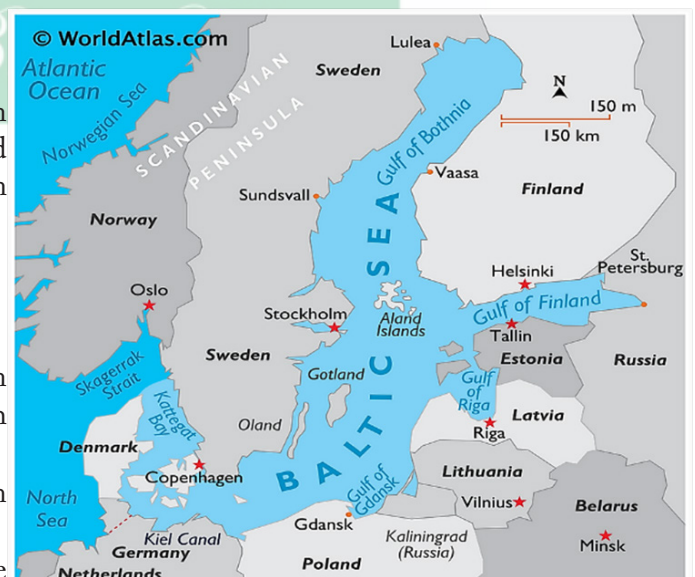 © WorldAtlas.com
Atlantic
Ocean
Norwegian Sea
SCANDINAVIAN
PENINSULA
Sweden
Lulea
Gulf of Bothnia
N
150 m
150 km
Vaasa
Finland
Sundsvall
Norway
SEA
Oslo
Helsinki
St.
Petersburg
Stockholm
Aland
Islands
Gulf of Finland
Tallin
Estonia
Russia
Sweden
Skagerrak
Strait
Gotland
Gulf
of
Riga
Kattegat
Bay
BALTIC
Latvia
Oland
Riga
Denmark
Copenhagen
Lithuania
Gulf of
Gdansk
North
Sea
Vilnius
Belarus
Gdansk
Kiel Canal
Kaliningrad
(Russia)
Minsk
Germany
Poland
Netherlands